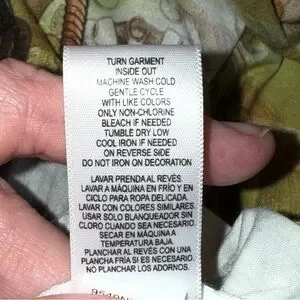 TURN GARMENT
INSIDE OUT
MACHINE WASH COLD
GENTLE CYCLE
WITH LIKE COLORS
ONLY NON-CHLORINE
BLEACH IF NEEDED
TUMBLE DRY LOW
COOL IRON IF NEEDED
ON REVERSE SIDE
DO NOT IRON ON DECORATION
LAVAR PRENDA AL REVÉS.
LAVAR A MÁQUINA EN FRÍO Y EN
CICLO PARA ROPA DELICADA.
LAVAR CON COLORES SIMILARES.
USAR SOLO BLANQUEADOR SIN
CLORO CUANDO SEA NECESARIO.
SECAR EN MÁQUINA A
TEMPERATURA BAJA.
PLANCHAR AL REVÉS CON UNA
PLANCHA FRÍA SI ES NECESARIO.
NO PLANCHAR LOS ADORNOS.